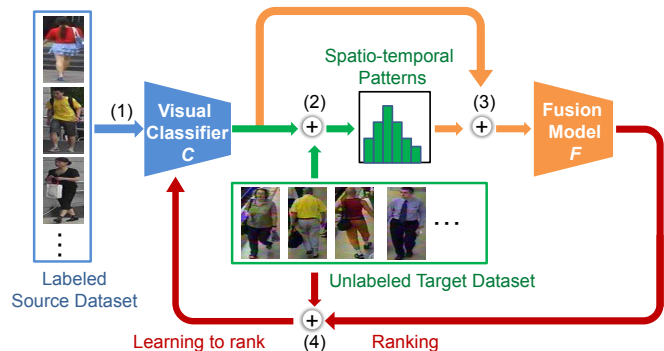 Spatio-temporal
Patterns
(1)
(2)
(3)
Visual
Classifier
C
+
+
Fusion
Model
F
...
Labeled
Source Dataset
Unlabeled Target Dataset
+
(4)
Learning to rank
Ranking